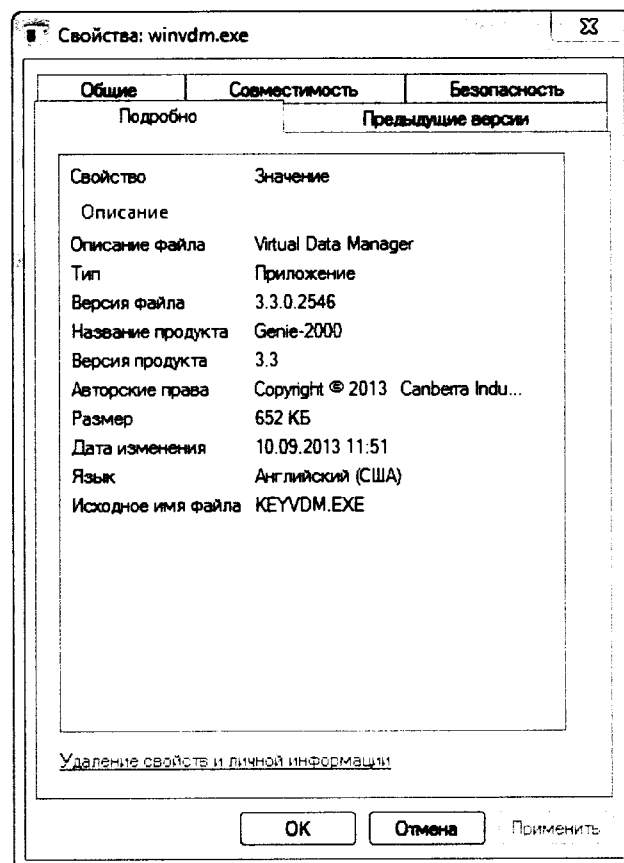 Свойства: winvdm.exe
Общие Совместимость Безопасность
Подробно Предыдущие версии
Свойство Значение
Описание
Описание файла Virtual Data Manager
Тип Приложение
Версия файла 3.3.0.2546
Название продукта Genie-2000
Версия продукта 3.3
Авторские права Copyright © 2013 Canberra Indu...
Размер 652 КБ
Дата изменения 10.09.2013 11:51
Язык Английский (США)
Исходное имя файла KEYVDM.EXE
Удаление свойств и личной информации
OK Отмена Применить